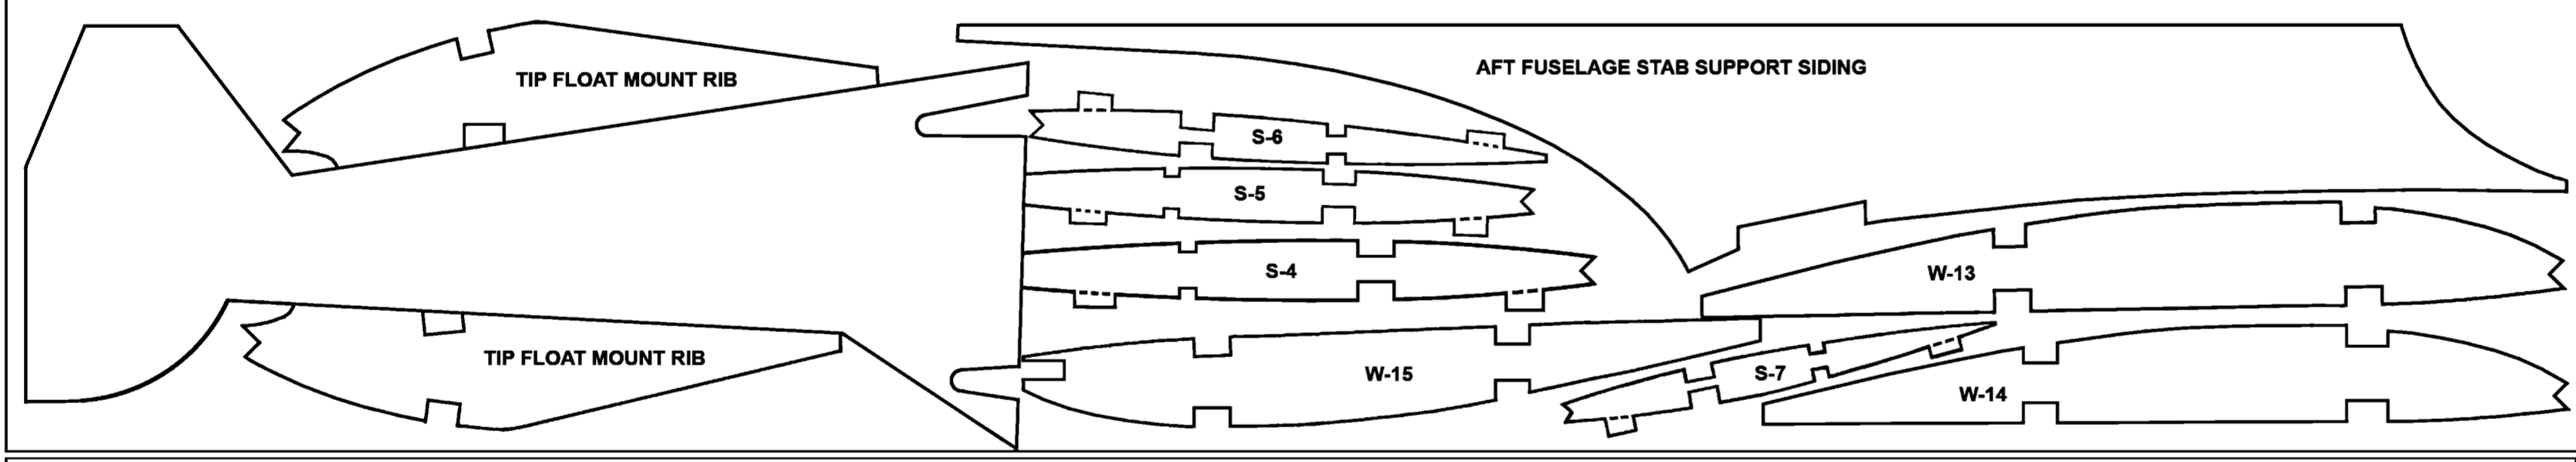 TIP FLOAT MOUNT RIB
AFT FUSELAGE STAB SUPPORT SIDING
S-6
S-5
S-4
W-13
TIP FLOAT MOUNT RIB
W-15
S-7
W-14